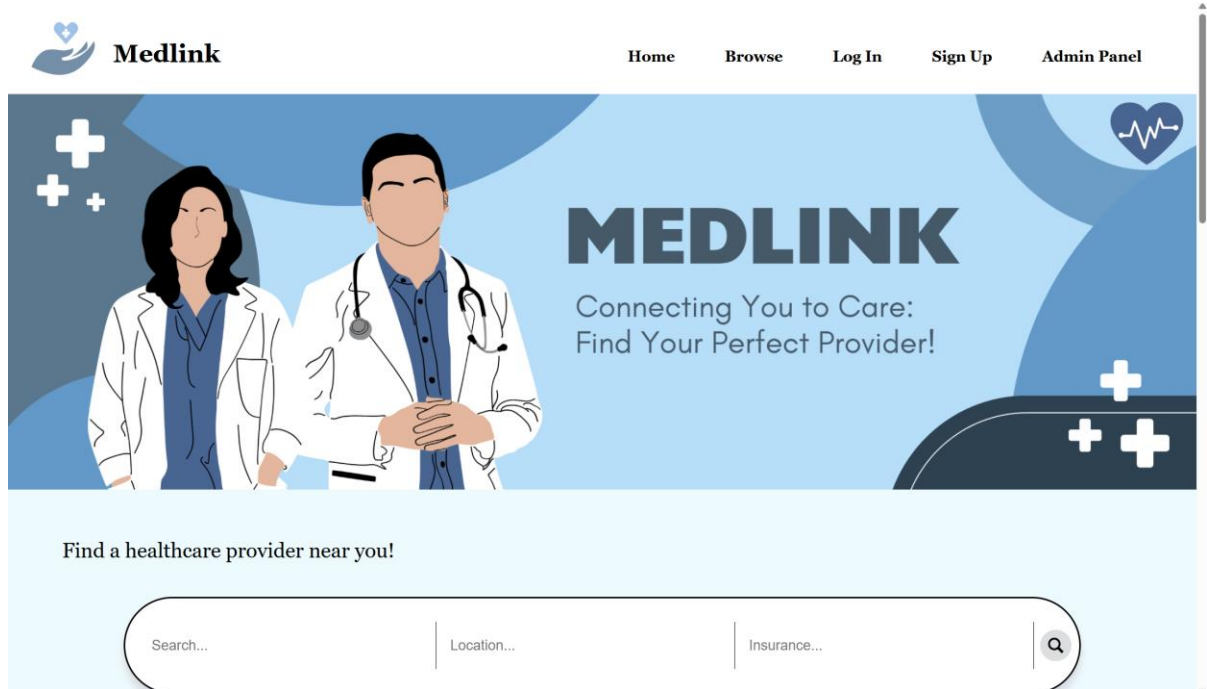 Medlink
Home Browse Log In Sign Up Admin Panel
MEDLINK
Connecting You to Care:
Find Your Perfect Provider!
Find a healthcare provider near you!
Search... Location... Insurance...